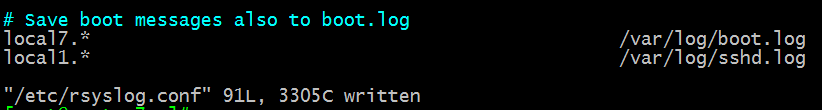 # Save boot messages also to boot.log
local7.* /var/log/boot.log
local1.* /var/log/sshd.log
"/etc/rsyslog.conf" 91L, 3305C written